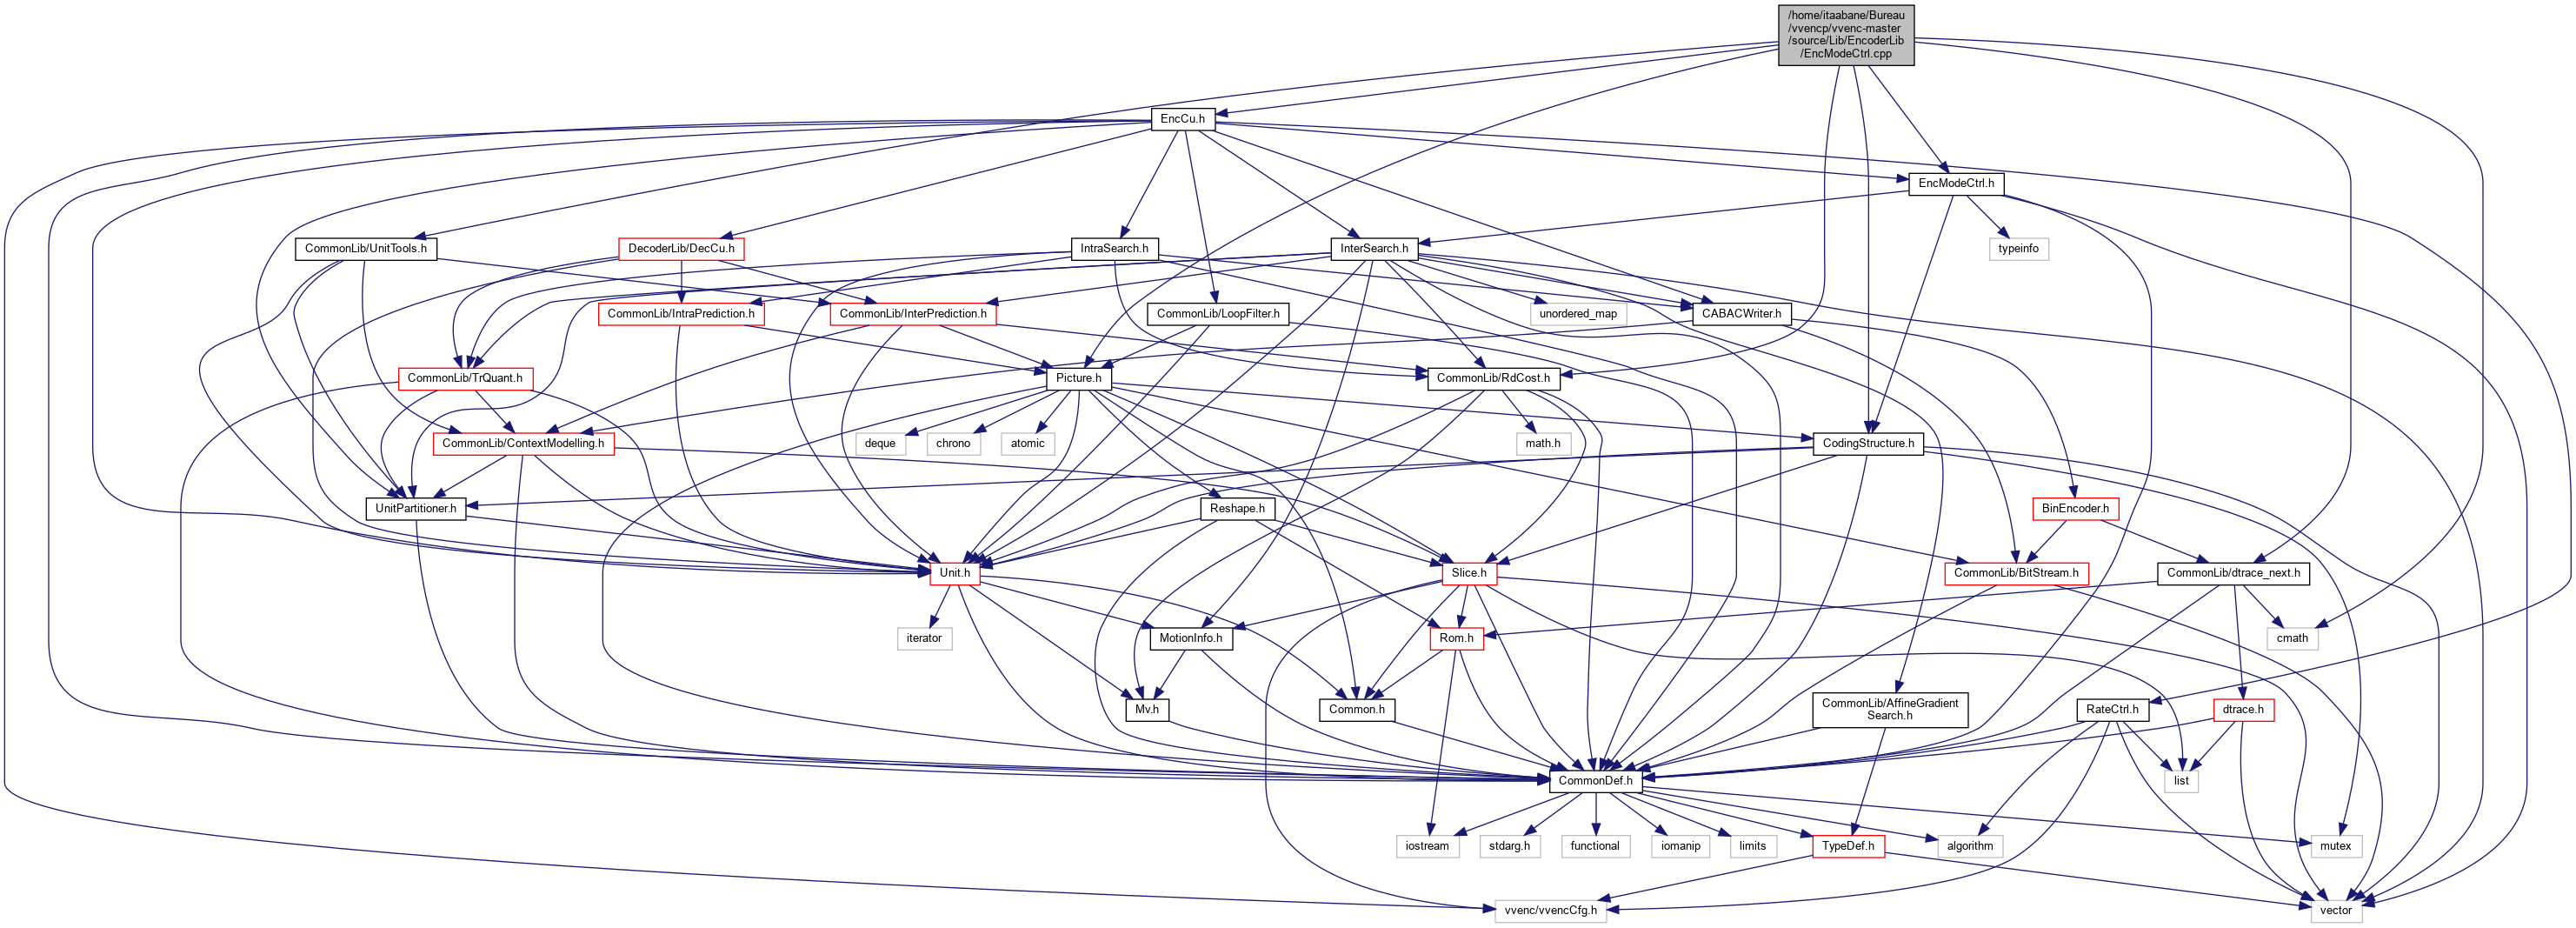 /home/itaabane/Bureau
/vvencp/vvenc-master
/source/Lib/EncoderLib
/EncModeCtrl.cpp
EncCu.h
EncModeCtrl.h
CommonLib/UnitTools.h
DecoderLib/DecCu.h
IntraSearch.h
InterSearch.h
typeinfo
CommonLib/IntraPrediction.h
CommonLib/InterPrediction.h
CommonLib/LoopFilter.h
unordered_map
CABACWriter.h
CommonLib/TrQuant.h
Picture.h
CommonLib/RdCost.h
CommonLib/ContextModelling.h
deque
chrono
atomic
math.h
CodingStructure.h
UnitPartitioner.h
Reshape.h
BinEncoder.h
Unit.h
Slice.h
CommonLib/BitStream.h
CommonLib/dtrace_next.h
iterator
MotionInfo.h
Rom.h
cmath
Mv.h
Common.h
CommonLib/AffineGradient
Search.h
RateCtrl.h
dtrace.h
CommonDef.h
list
iostream
stdarg.h
functional
iomanip
limits
TypeDef.h
algorithm
mutex
vvenc/vvencCfg.h
vector